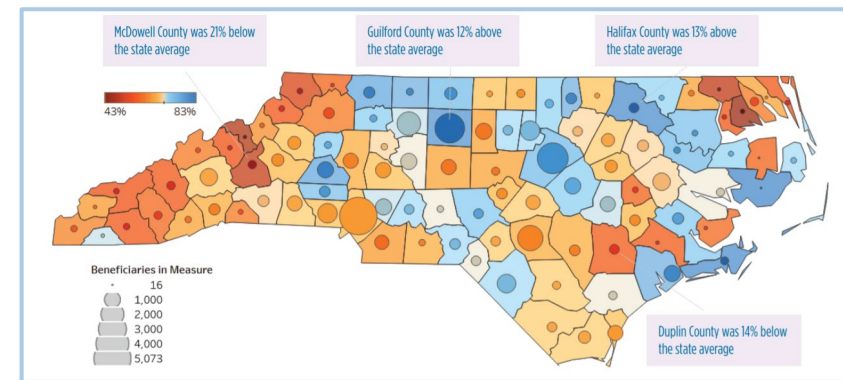 McDowell County was 21% below
the state average
Guilford County was 12% above
the state average
Halifax County was 13% above
the state average
43%
83%
Beneficiaries in Measure
16
1,000
2,000
3,000
4,000
5,073
Duplin County was 14% below
the state average